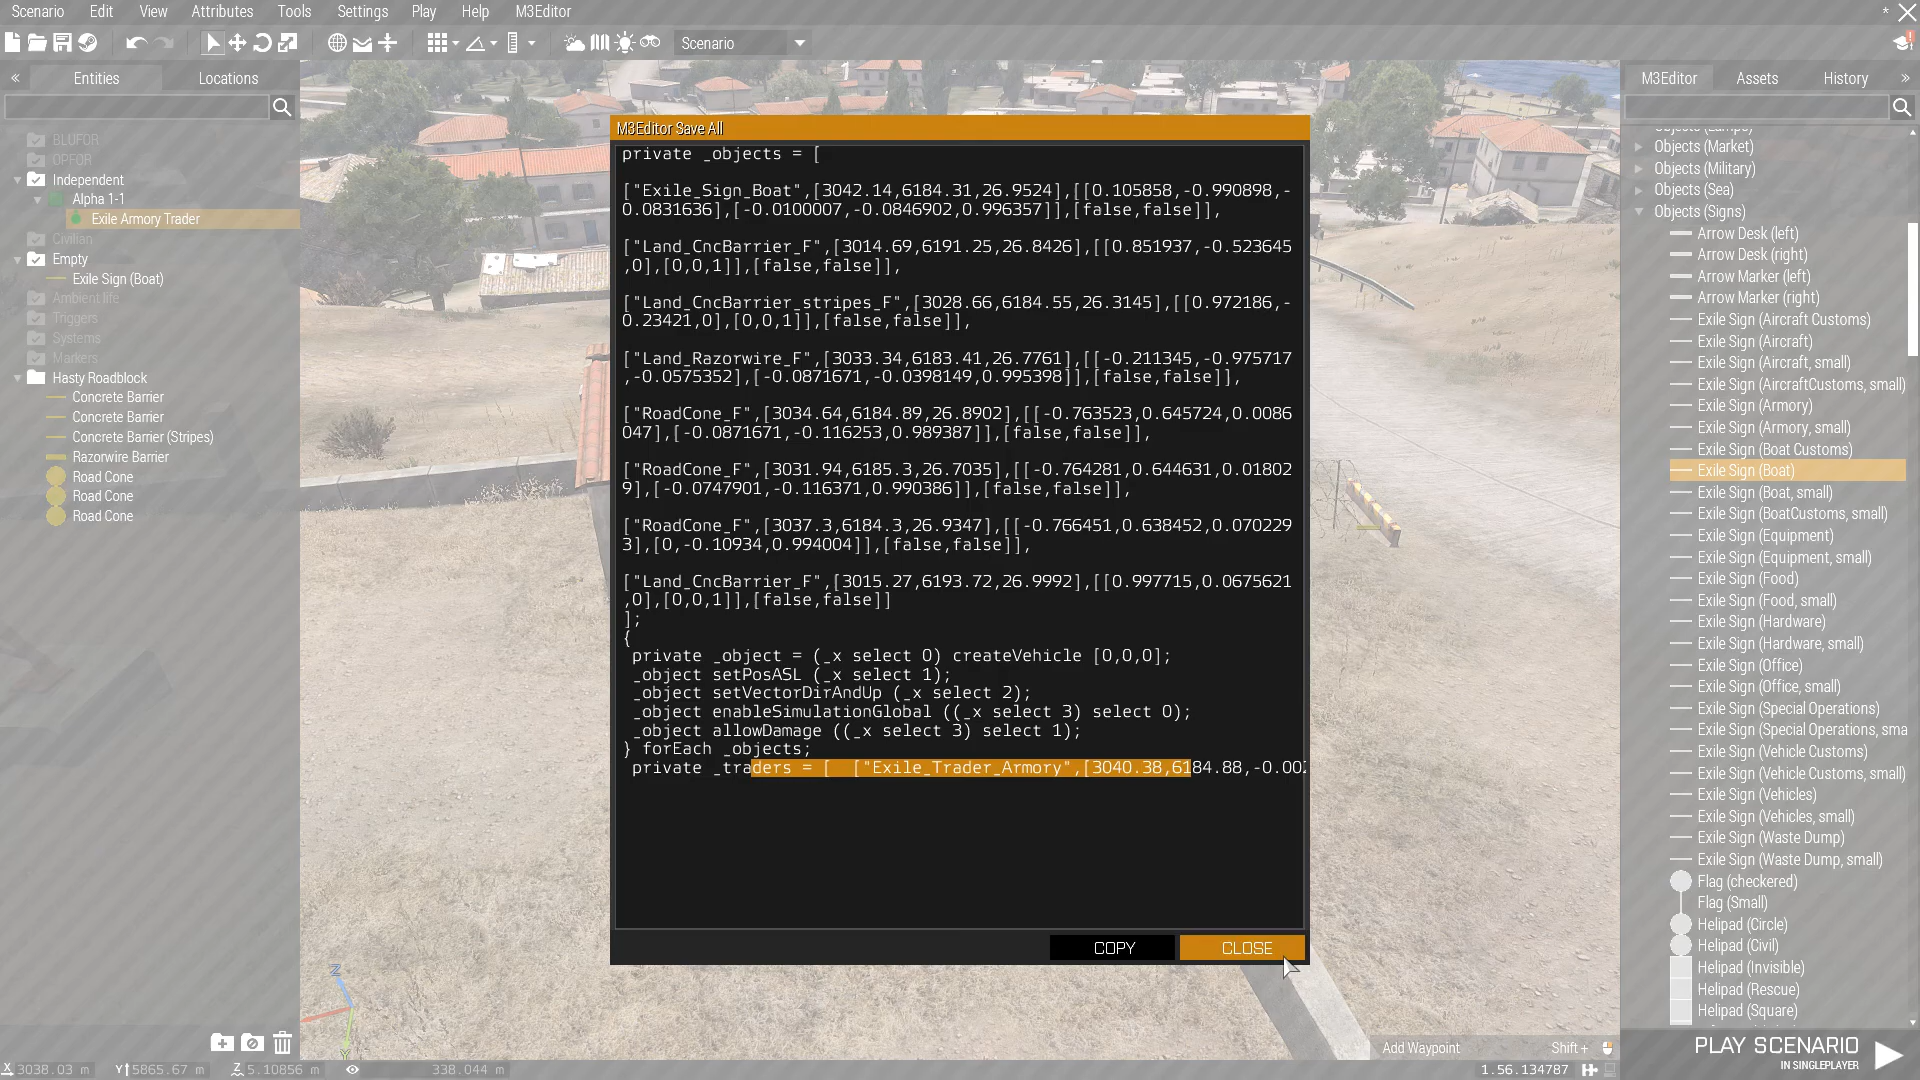 Scenario Edit View Attributes Tools Settings Play Help M3Editor *
Scenario
Entities Locations
BLUFOR
OPFOR
Independent
Alpha 1-1
Exile Armory Trader
Civilian
Empty
Exile Sign (Boat)
Ambient life
Triggers
Systems
Markers
Hasty Roadblock
Concrete Barrier
Concrete Barrier
Concrete Barrier (Stripes)
Razorwire Barrier
Road Cone
Road Cone
Road Cone
M3Editor Save All
private _objects = [
["Exile_Sign_Boat",[3042.14,6184.31,26.9524],[[0.105858,-0.990898,-
0.0831636],[-0.0100007,-0.0846902,0.996357]],[false,false]],
["Land_CncBarrier_F",[3014.69,6191.25,26.8426],[[0.851937,-0.523645
,0],[0,0,1]],[false,false]],
["Land_CncBarrier_stripes_F",[3028.66,6184.55,26.3145],[[0.972186,-
0.23421,0],[0,0,1]],[false,false]],
["Land_Razorwire_F",[3033.34,6183.41,26.7761],[[-0.211345,-0.975717
,-0.0575352],[-0.0871671,-0.0398149,0.995398]],[false,false]],
["RoadCone_F",[3034.64,6184.89,26.8902],[[-0.763523,0.645724,0.0086
047],[-0.0871671,-0.116253,0.989387]],[false,false]],
["RoadCone_F",[3031.94,6185.3,26.7035],[[-0.764281,0.644631,0.01802
9],[-0.0747901,-0.116371,0.990386]],[false,false]],
["RoadCone_F",[3037.3,6184.3,26.9347],[[-0.766451,0.638452,0.070229
3],[0,-0.10934,0.994004]],[false,false]],
["Land_CncBarrier_F",[3015.27,6193.72,26.9992],[[0.997715,0.0675621
,0],[0,0,1]],[false,false]]
];
{
private _object = (_x select 0) createVehicle [0,0,0];
_object setPosASL (_x select 1);
_object setVectorDirAndUp (_x select 2);
_object enableSimulationGlobal ((_x select 3) select 0);
_object allowDamage ((_x select 3) select 1);
} forEach _objects;
private _traders = [ ["Exile_Trader_Armory",[3040.38,6184.88,-0.002
COPY CLOSE
M3Editor Assets History
Objects (Lamps)
Objects (Market)
Objects (Military)
Objects (Sea)
Objects (Signs)
Arrow Desk (left)
Arrow Desk (right)
Arrow Marker (left)
Arrow Marker (right)
Exile Sign (Aircraft Customs)
Exile Sign (Aircraft)
Exile Sign (Aircraft, small)
Exile Sign (AircraftCustoms, small)
Exile Sign (Armory)
Exile Sign (Armory, small)
Exile Sign (Boat Customs)
Exile Sign (Boat)
Exile Sign (Boat, small)
Exile Sign (BoatCustoms, small)
Exile Sign (Equipment)
Exile Sign (Equipment, small)
Exile Sign (Food)
Exile Sign (Food, small)
Exile Sign (Hardware)
Exile Sign (Hardware, small)
Exile Sign (Office)
Exile Sign (Office, small)
Exile Sign (Special Operations)
Exile Sign (Special Operations, sma
Exile Sign (Vehicle Customs)
Exile Sign (Vehicle Customs, small)
Exile Sign (Vehicles)
Exile Sign (Vehicles, small)
Exile Sign (Waste Dump)
Exile Sign (Waste Dump, small)
Flag (checkered)
Flag (Small)
Helipad (Circle)
Helipad (Civil)
Helipad (Invisible)
Helipad (Rescue)
Helipad (Square)
Z
Y
Add Waypoint Shift +
PLAY SCENARIO
IN SINGLEPLAYER
X 3038.03 m Y 5865.67 m Z 5.10856 m 338.044 m 1.56.134787